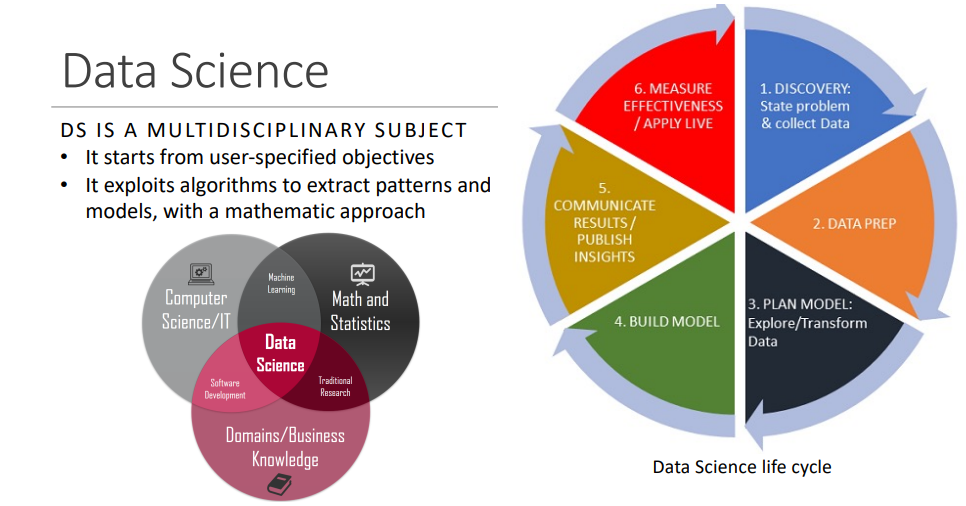 Data Science
DS IS A MULTIDISCIPLINARY SUBJECT
• It starts from user-specified objectives
• It exploits algorithms to extract patterns and
models, with a mathematic approach
Computer
Science/IT
Machine
Learning
Math and
Statistics
Data
Science
Software
Development
Traditional
Research
Domains/Business
Knowledge
1. DISCOVERY:
State problem
& collect Data
2. DATA PREP
3. PLAN MODEL:
Explore/Transform
Data
4. BUILD MODEL
5.
COMMUNICATE
RESULTS /
PUBLISH
INSIGHTS
6. MEASURE
EFFECTIVENESS
/ APPLY LIVE
Data Science life cycle